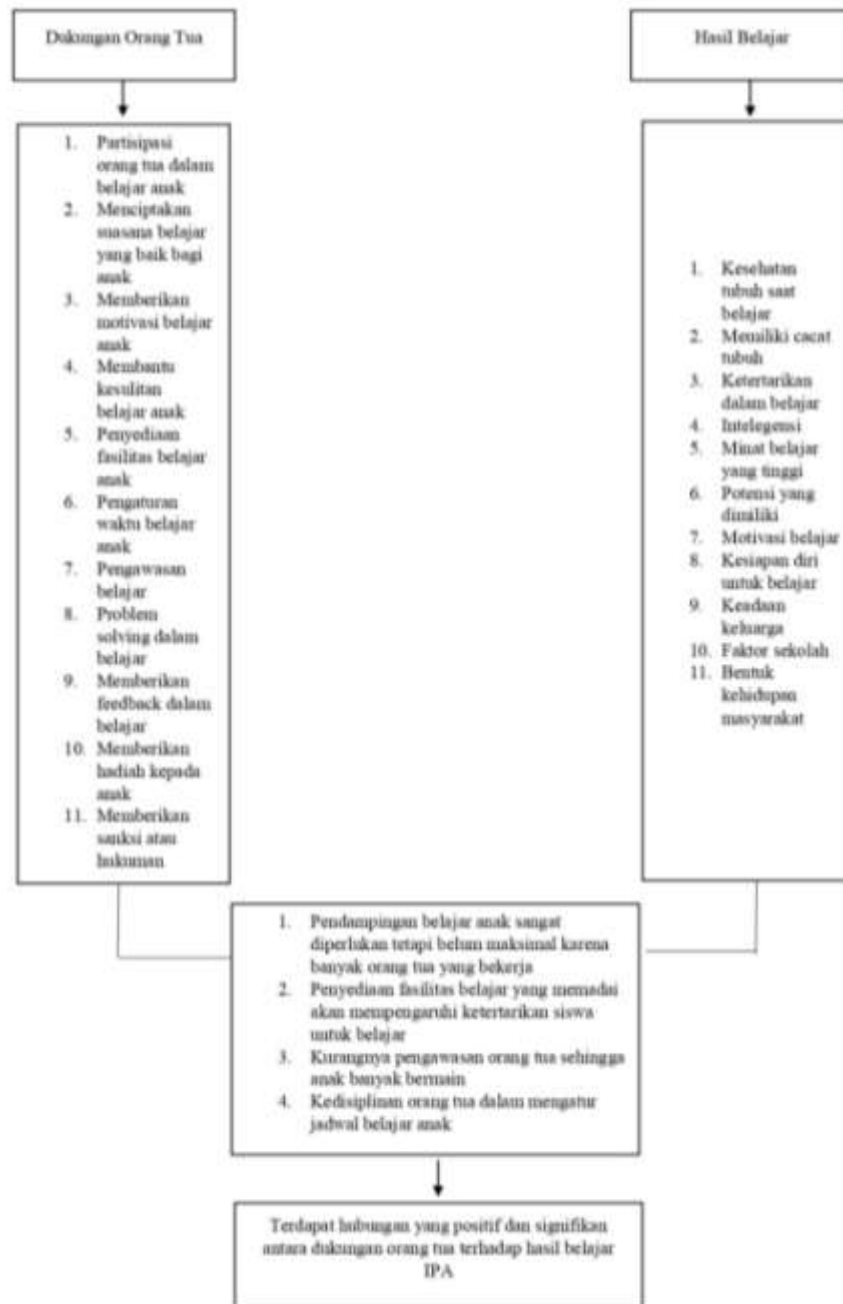 Dukungan Orang Tua
Hasil Belajar
1. Partisipasi
orang tua dalam
belajar anak
2. Menciptakan
suasana belajar
yang baik bagi
anak
3. Memberikan
motivasi belajar
anak
4. Membantu
kesulitan
belajar anak
5. Penyediaan
fasilitas belajar
anak
6. Pengaturan
waktu belajar
anak
7. Pengawasan
belajar
8. Problem
solving dalam
belajar
9. Memberikan
feedback dalam
belajar
10. Memberikan
hadiah kepada
anak
11. Memberikan
sanksi atau
hukuman
1. Kesehatan
tubuh saat
belajar
2. Memiliki cacat
tubuh
3. Ketertarikan
dalam belajar
4. Intelegensi
5. Minat belajar
yang tinggi
6. Potensi yang
dimiliki
7. Motivasi belajar
8. Kesiapan diri
untuk belajar
9. Keadaan
keluarga
10. Faktor sekolah
11. Bentuk
kehidupan
masyarakat
1. Pendampingan belajar anak sangat
diperlukan tetapi belum maksimal karena
banyak orang tua yang bekerja
2. Penyediaan fasilitas belajar yang memadai
akan mempengaruhi ketertarikan siswa
untuk belajar
3. Kurangnya pengawasan orang tua sehingga
anak banyak bermain
4. Kedisiplinan orang tua dalam mengatur
jadwal belajar anak
Terdapat hubungan yang positif dan signifikan
antara dukungan orang tua terhadap hasil belajar
IPA